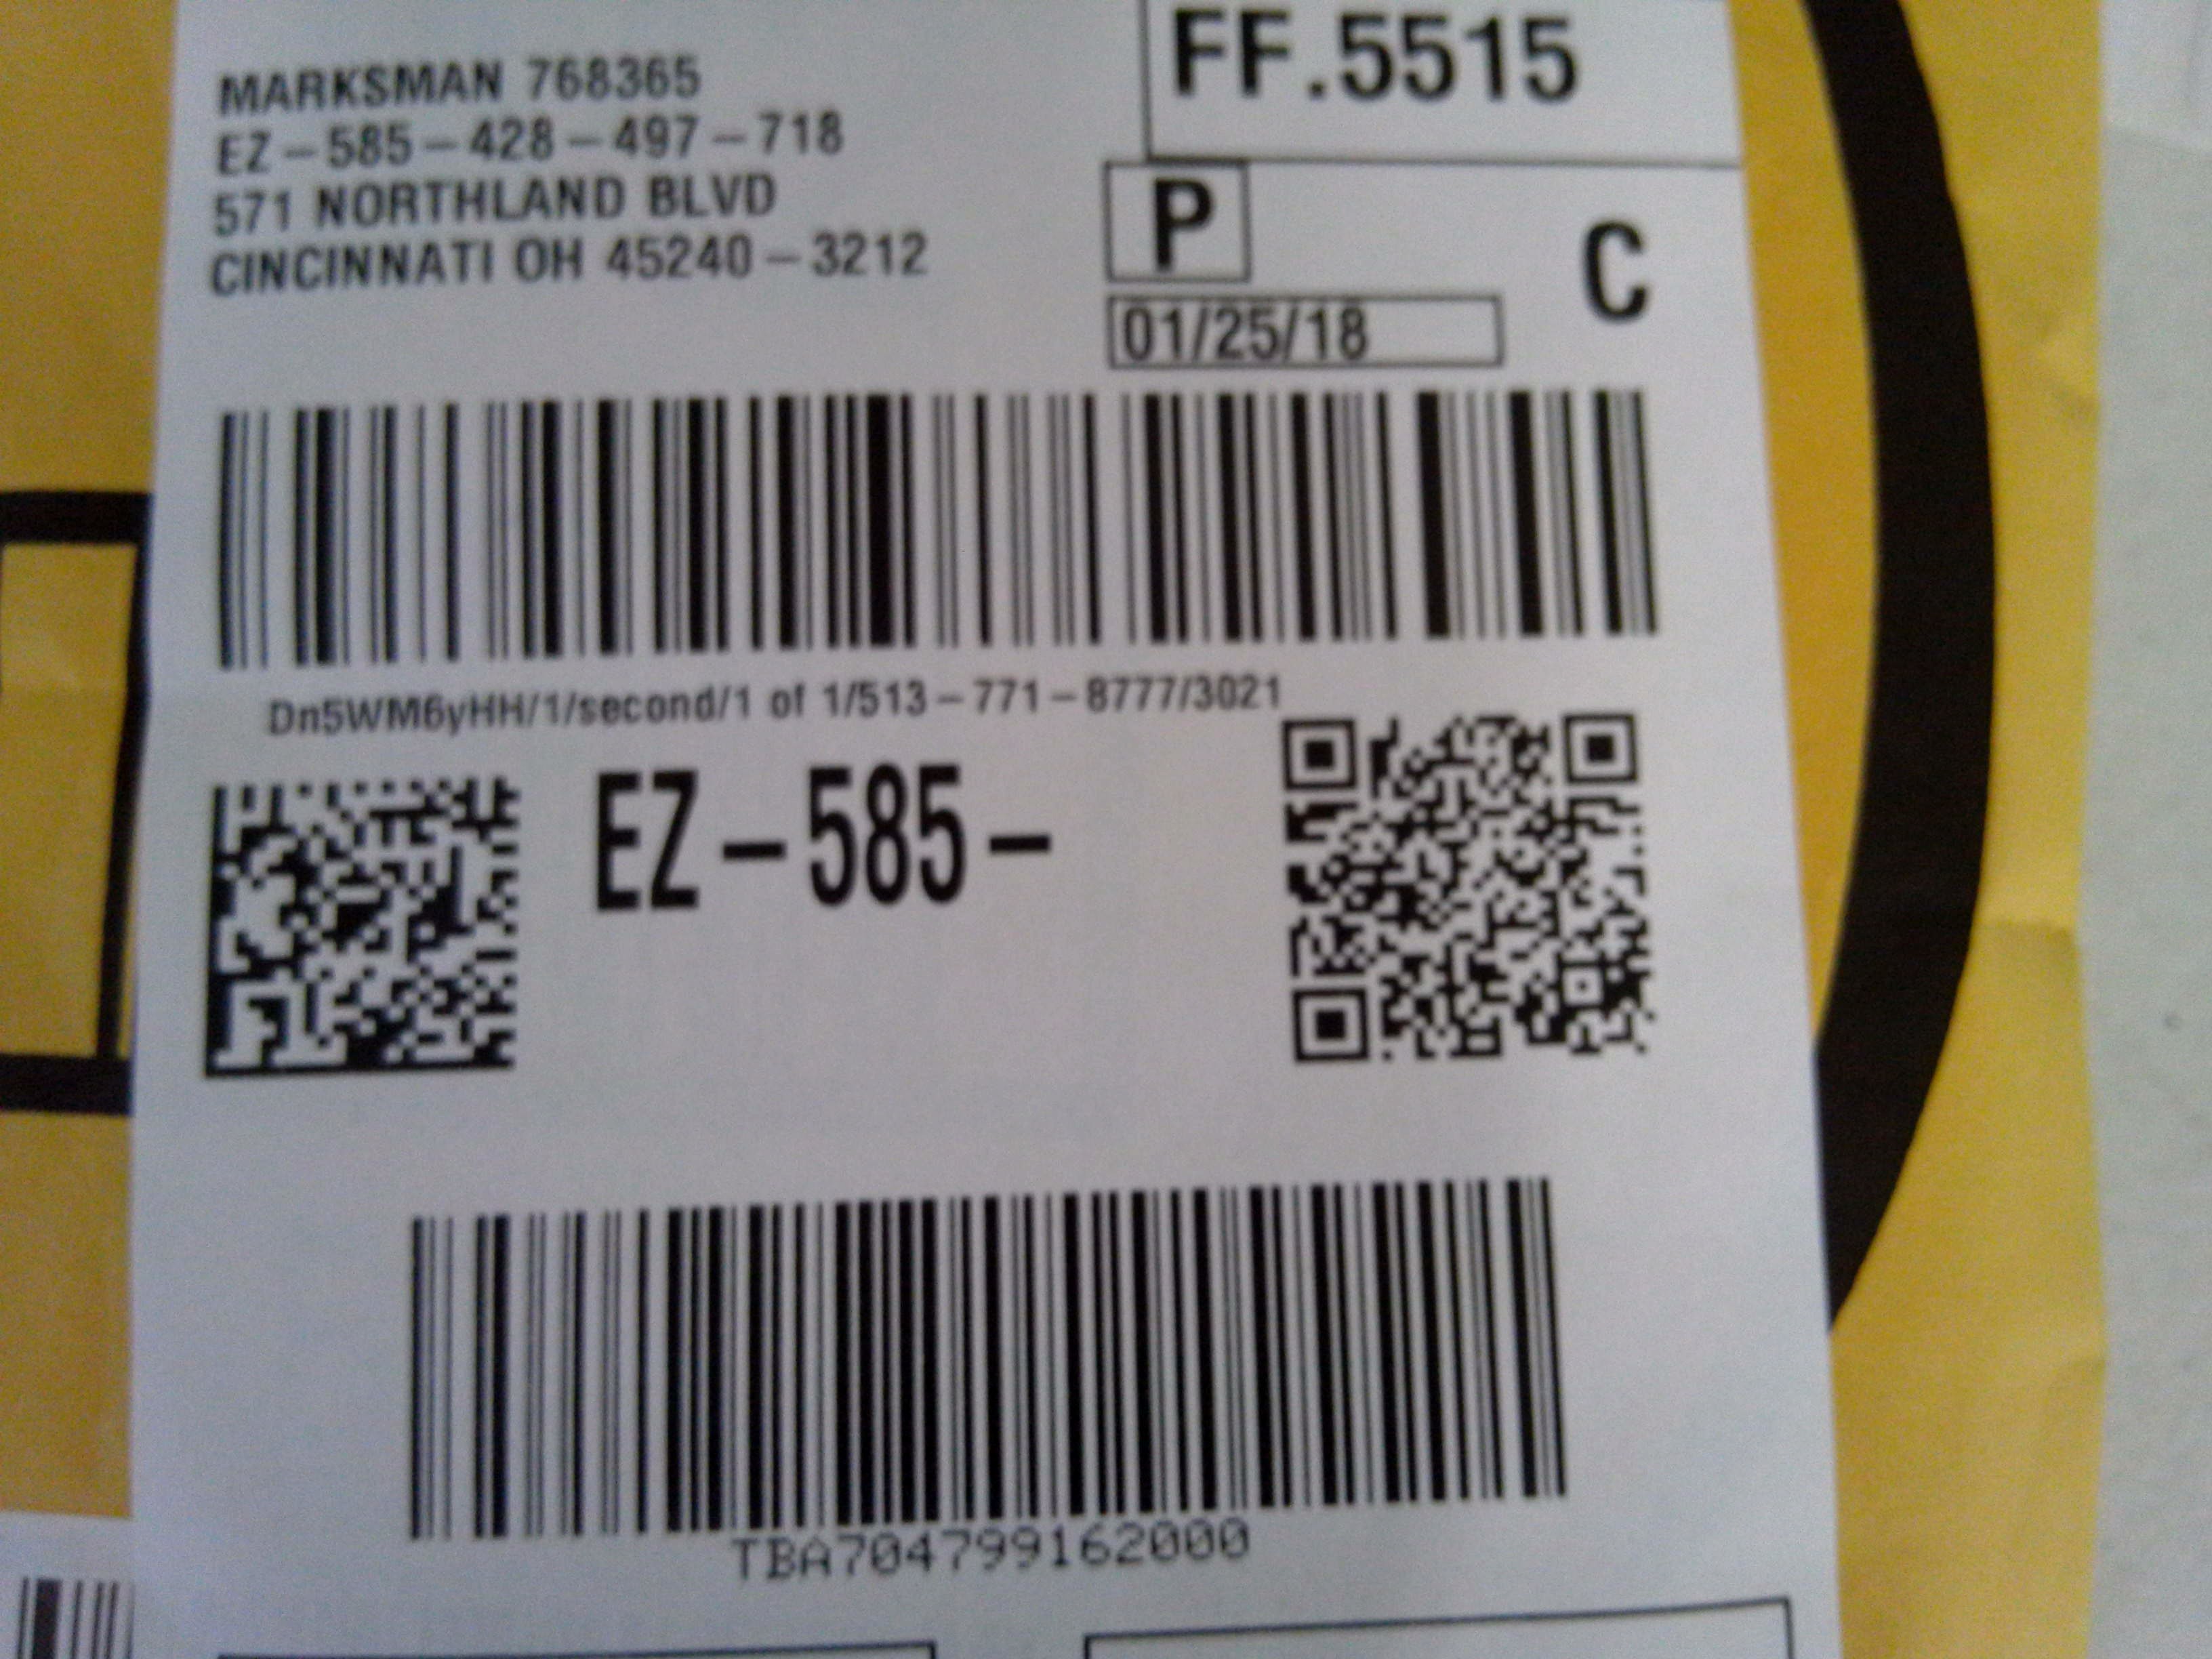 MARKSMAN 768365
EZ-585-428-497-718
571 NORTHLAND BLVD
CINCINNATI OH 45240-3212
FF.5515
P
C
01/25/18
Dn5WM6yHH/1/second/1 of 1/513-771-8777/3021
EZ-585-
TBA704799162000